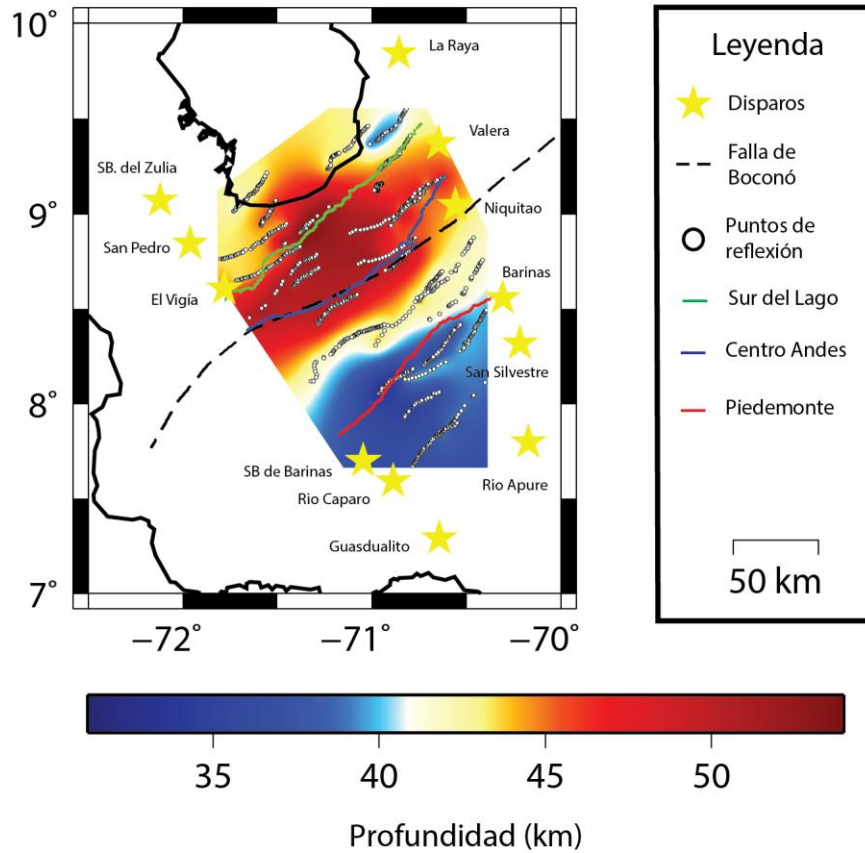 10°
9°
8°
7°
−72°
−71°
−70°
La Raya
Valera
SB. del Zulia
Niquitao
San Pedro
Barinas
El Vigía
San Silvestre
SB de Barinas
Rio Caparo
Rio Apure
Guasdualito
Leyenda
Disparos
Falla de
Boconó
Puntos de
reflexión
Sur del Lago
Centro Andes
Piedemonte
50 km
35
40
45
50
Profundidad (km)